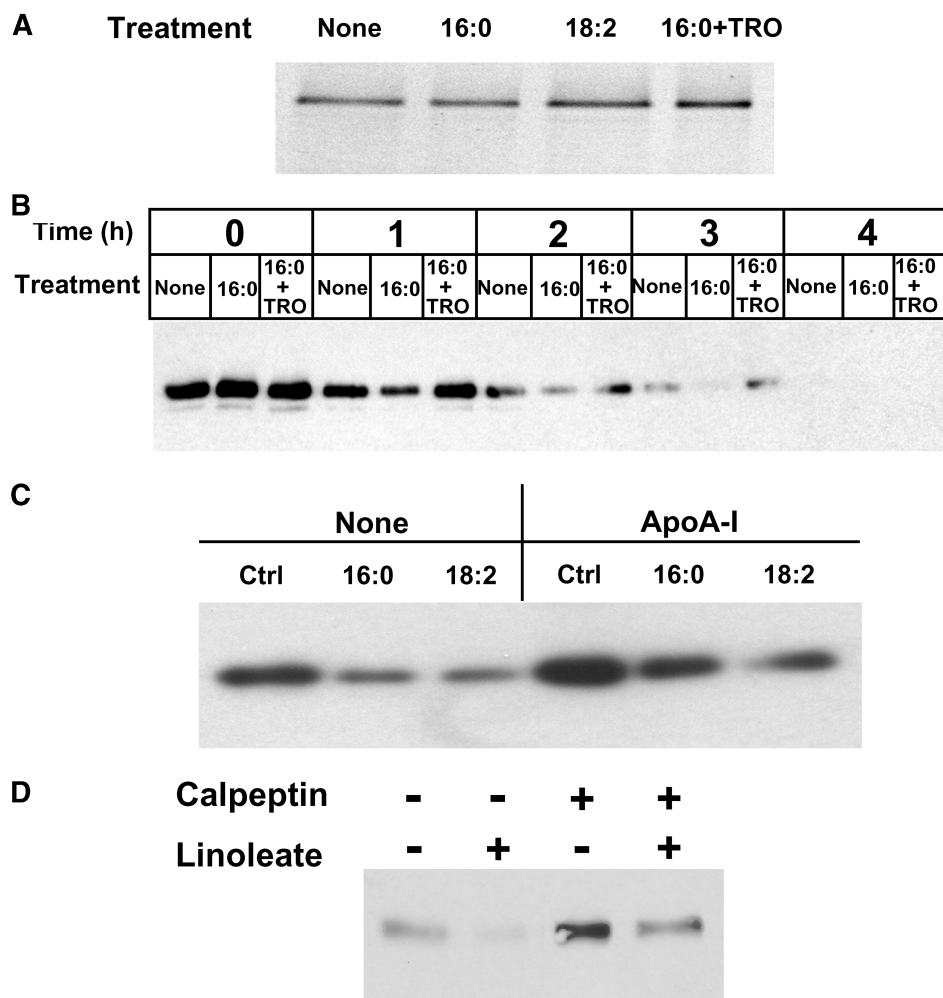 A
Treatment None 16:0 18:2 16:0+TRO
B
Time (h) 0 1 2 3 4
Treatment None 16:0 16:0 + TRO None 16:0 16:0 + TRO None 16:0 16:0 + TRO None 16:0 16:0 + TRO None 16:0 16:0 + TRO
C
None ApoA-I
Ctrl 16:0 18:2 Ctrl 16:0 18:2
D
Calpeptin - - + +
Linoleate - + - +